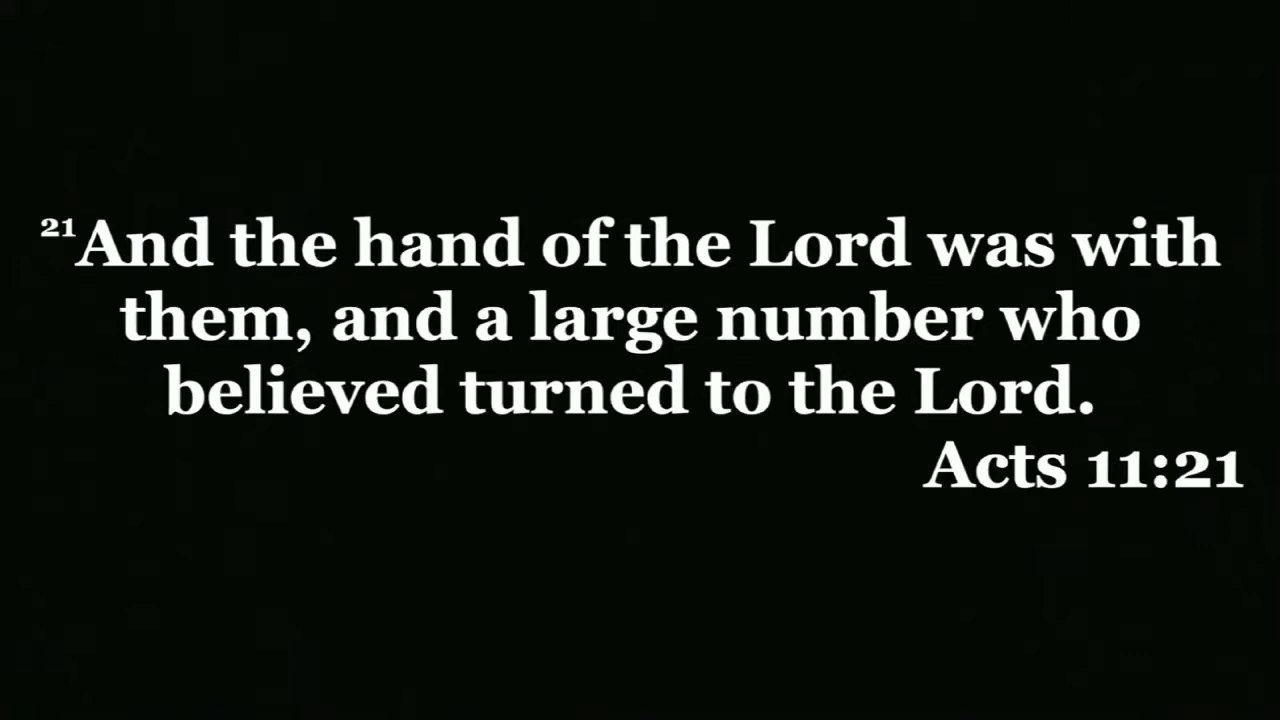 ²¹And the hand of the Lord was with
them, and a large number who
believed turned to the Lord.
Acts 11:21